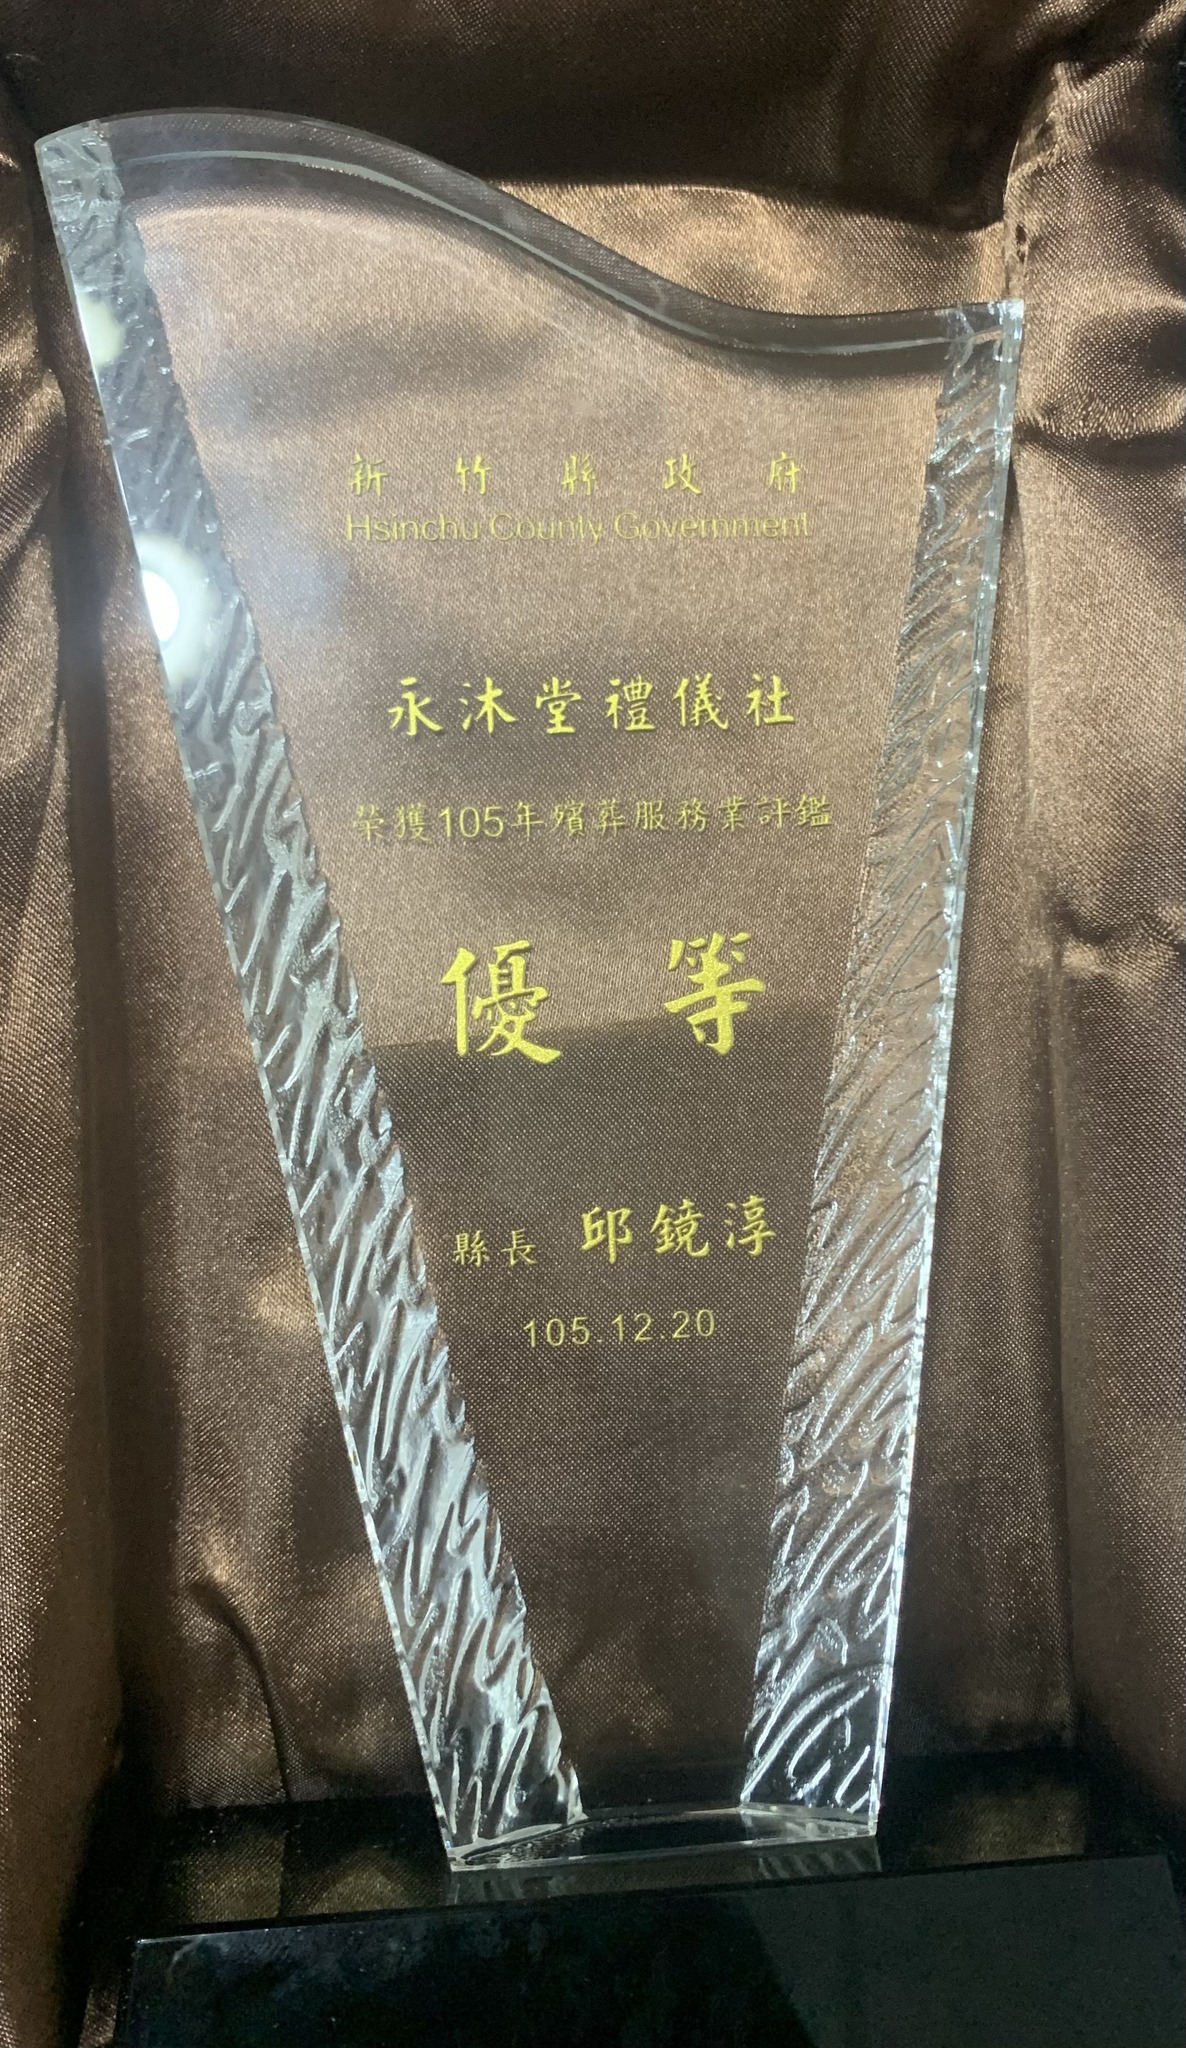 新竹縣政府
Hsinchu County Government
永沐堂禮儀社
榮獲105年殯葬服務業評鑑
優等
縣長 邱鏡淳
105.12.20